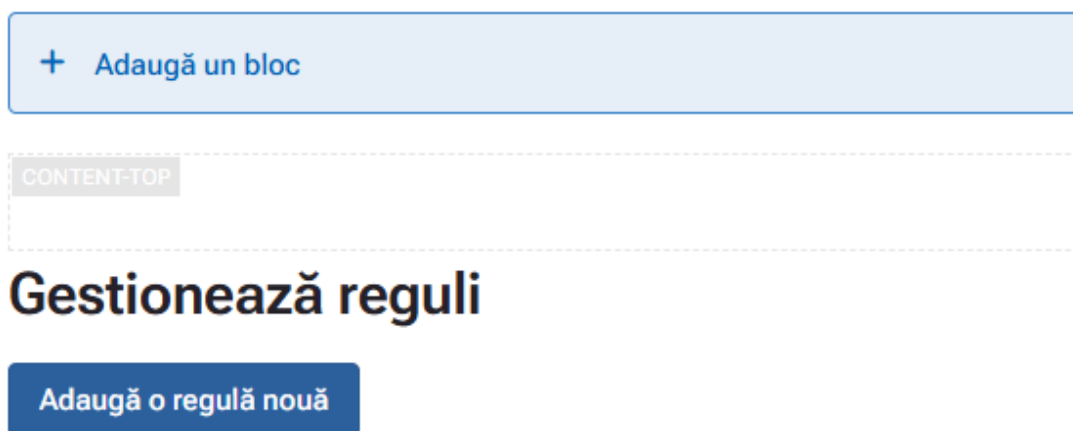 + Adaugă un bloc
CONTENT-TOP
Gestionează reguli
Adaugă o regulă nouă